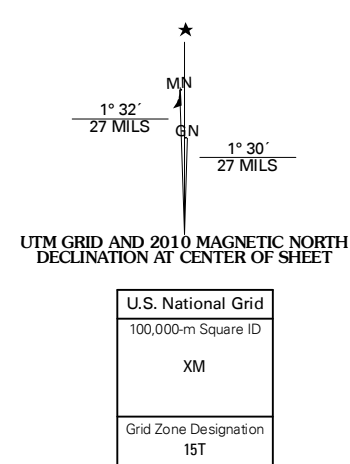 ★
MN
1° 32´
27 MILS
GN
1° 30´
27 MILS
UTM GRID AND 2010 MAGNETIC NORTH
DECLINATION AT CENTER OF SHEET
U.S. National Grid
100,000-m Square ID
XM
Grid Zone Designation
15T